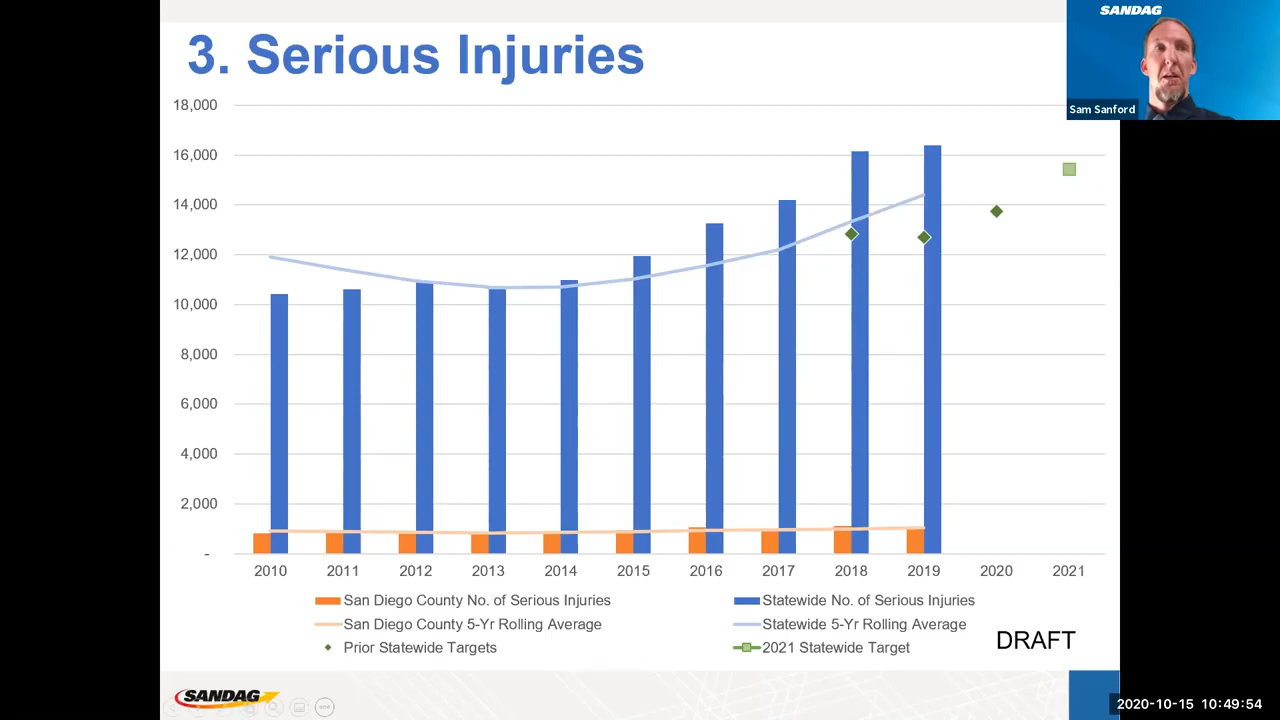 SANDAG
3. Serious Injuries
Sam Sanford
18,000
16,000
14,000
12,000
10,000
8,000
6,000
4,000
2,000
-
2010 2011 2012 2013 2014 2015 2016 2017 2018 2019 2020 2021
San Diego County No. of Serious Injuries
Statewide No. of Serious Injuries
San Diego County 5-Yr Rolling Average
Statewide 5-Yr Rolling Average
Prior Statewide Targets
2021 Statewide Target
DRAFT
SANDAG
2020-10-15 10:49:54